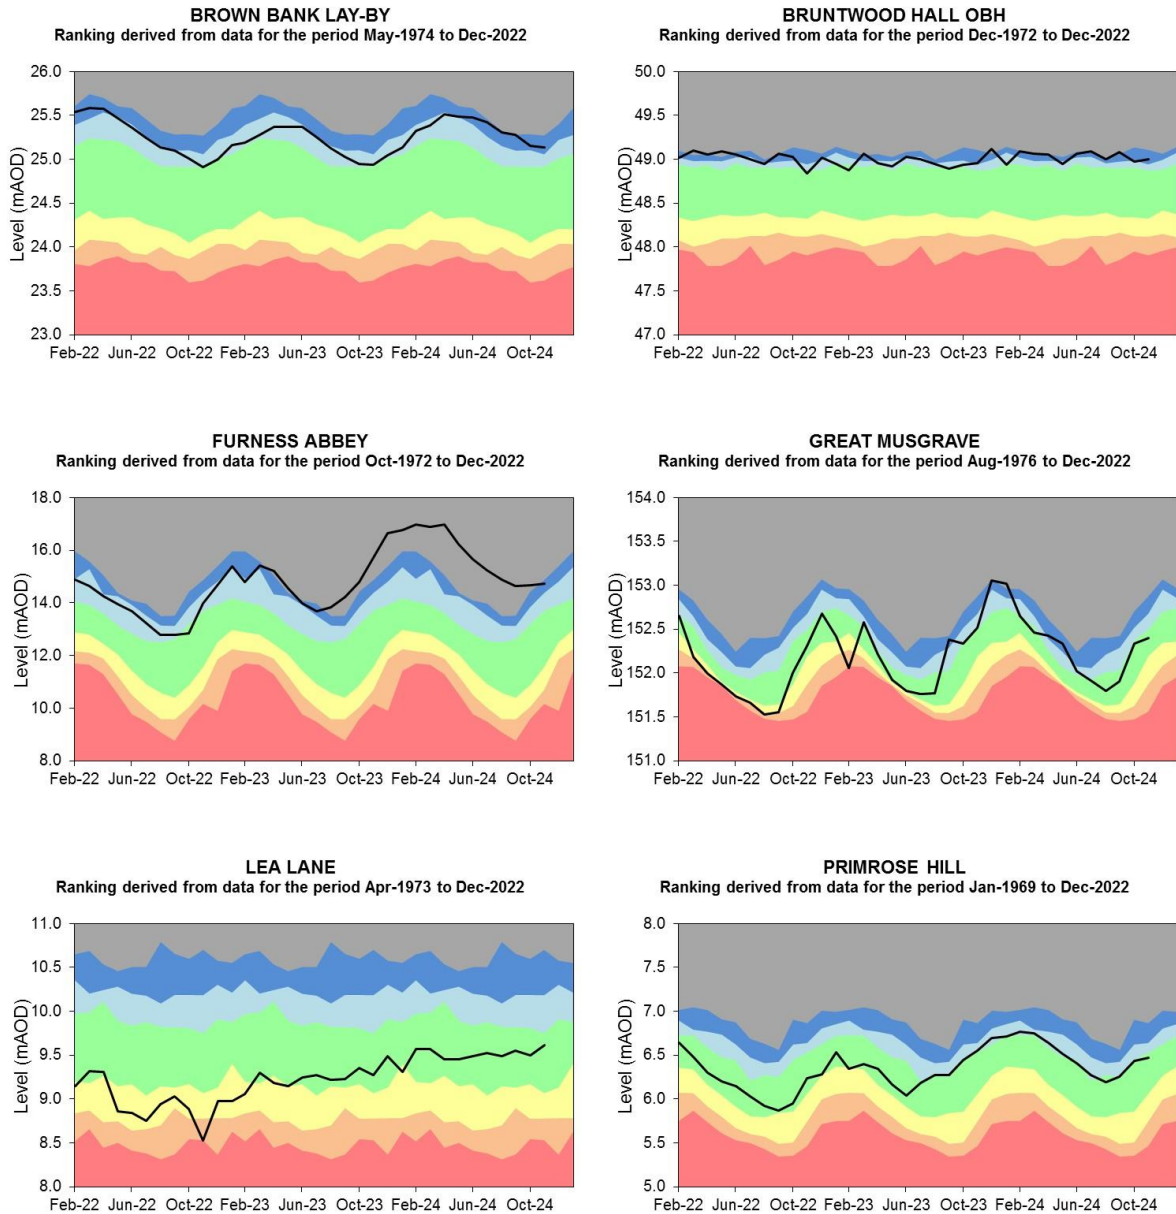 BROWN BANK LAY-BY
Ranking derived from data for the period May-1974 to Dec-2022
Level (mAOD)
26.0
25.5
25.0
24.5
24.0
23.5
23.0
Feb-22 Jun-22 Oct-22 Feb-23 Jun-23 Oct-23 Feb-24 Jun-24 Oct-24
BRUNTWOOD HALL OBH
Ranking derived from data for the period Dec-1972 to Dec-2022
Level (mAOD)
50.0
49.5
49.0
48.5
48.0
47.5
47.0
Feb-22 Jun-22 Oct-22 Feb-23 Jun-23 Oct-23 Feb-24 Jun-24 Oct-24
FURNESS ABBEY
Ranking derived from data for the period Oct-1972 to Dec-2022
Level (mAOD)
18.0
16.0
14.0
12.0
10.0
8.0
Feb-22 Jun-22 Oct-22 Feb-23 Jun-23 Oct-23 Feb-24 Jun-24 Oct-24
GREAT MUSGRAVE
Ranking derived from data for the period Aug-1976 to Dec-2022
Level (mAOD)
154.0
153.5
153.0
152.5
152.0
151.5
151.0
Feb-22 Jun-22 Oct-22 Feb-23 Jun-23 Oct-23 Feb-24 Jun-24 Oct-24
LEA LANE
Ranking derived from data for the period Apr-1973 to Dec-2022
Level (mAOD)
11.0
10.5
10.0
9.5
9.0
8.5
8.0
Feb-22 Jun-22 Oct-22 Feb-23 Jun-23 Oct-23 Feb-24 Jun-24 Oct-24
PRIMROSE HILL
Ranking derived from data for the period Jan-1969 to Dec-2022
Level (mAOD)
8.0
7.5
7.0
6.5
6.0
5.5
5.0
Feb-22 Jun-22 Oct-22 Feb-23 Jun-23 Oct-23 Feb-24 Jun-24 Oct-24